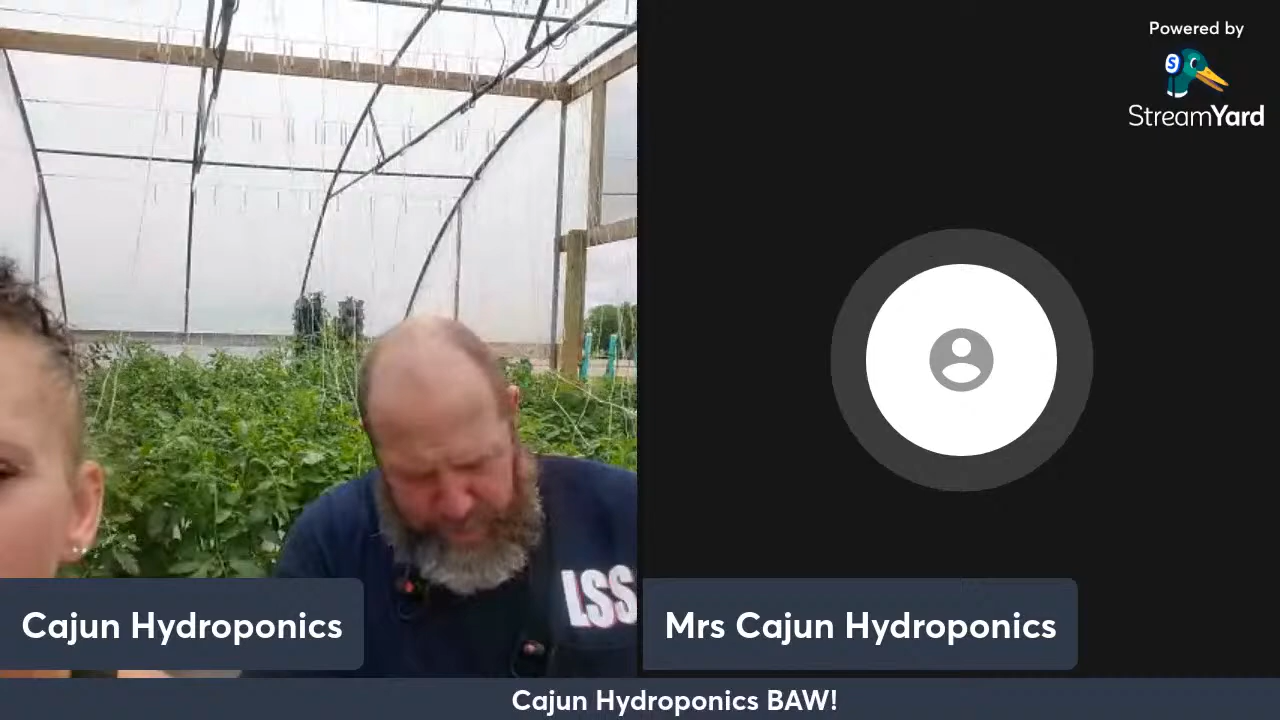 Powered by
S
StreamYard
LSS
Cajun Hydroponics
Mrs Cajun Hydroponics
Cajun Hydroponics BAW!